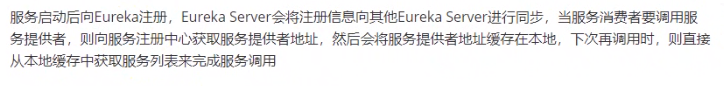 服务启动后向Eureka注册，Eureka Server会将注册信息向其他Eureka Server进行同步，当服务消费者要调用服
务提供者，则向服务注册中心获取服务提供者地址，然后会将服务提供者地址缓存在本地，下次再调用时，则直接
从本地缓存中获取服务列表来完成服务调用